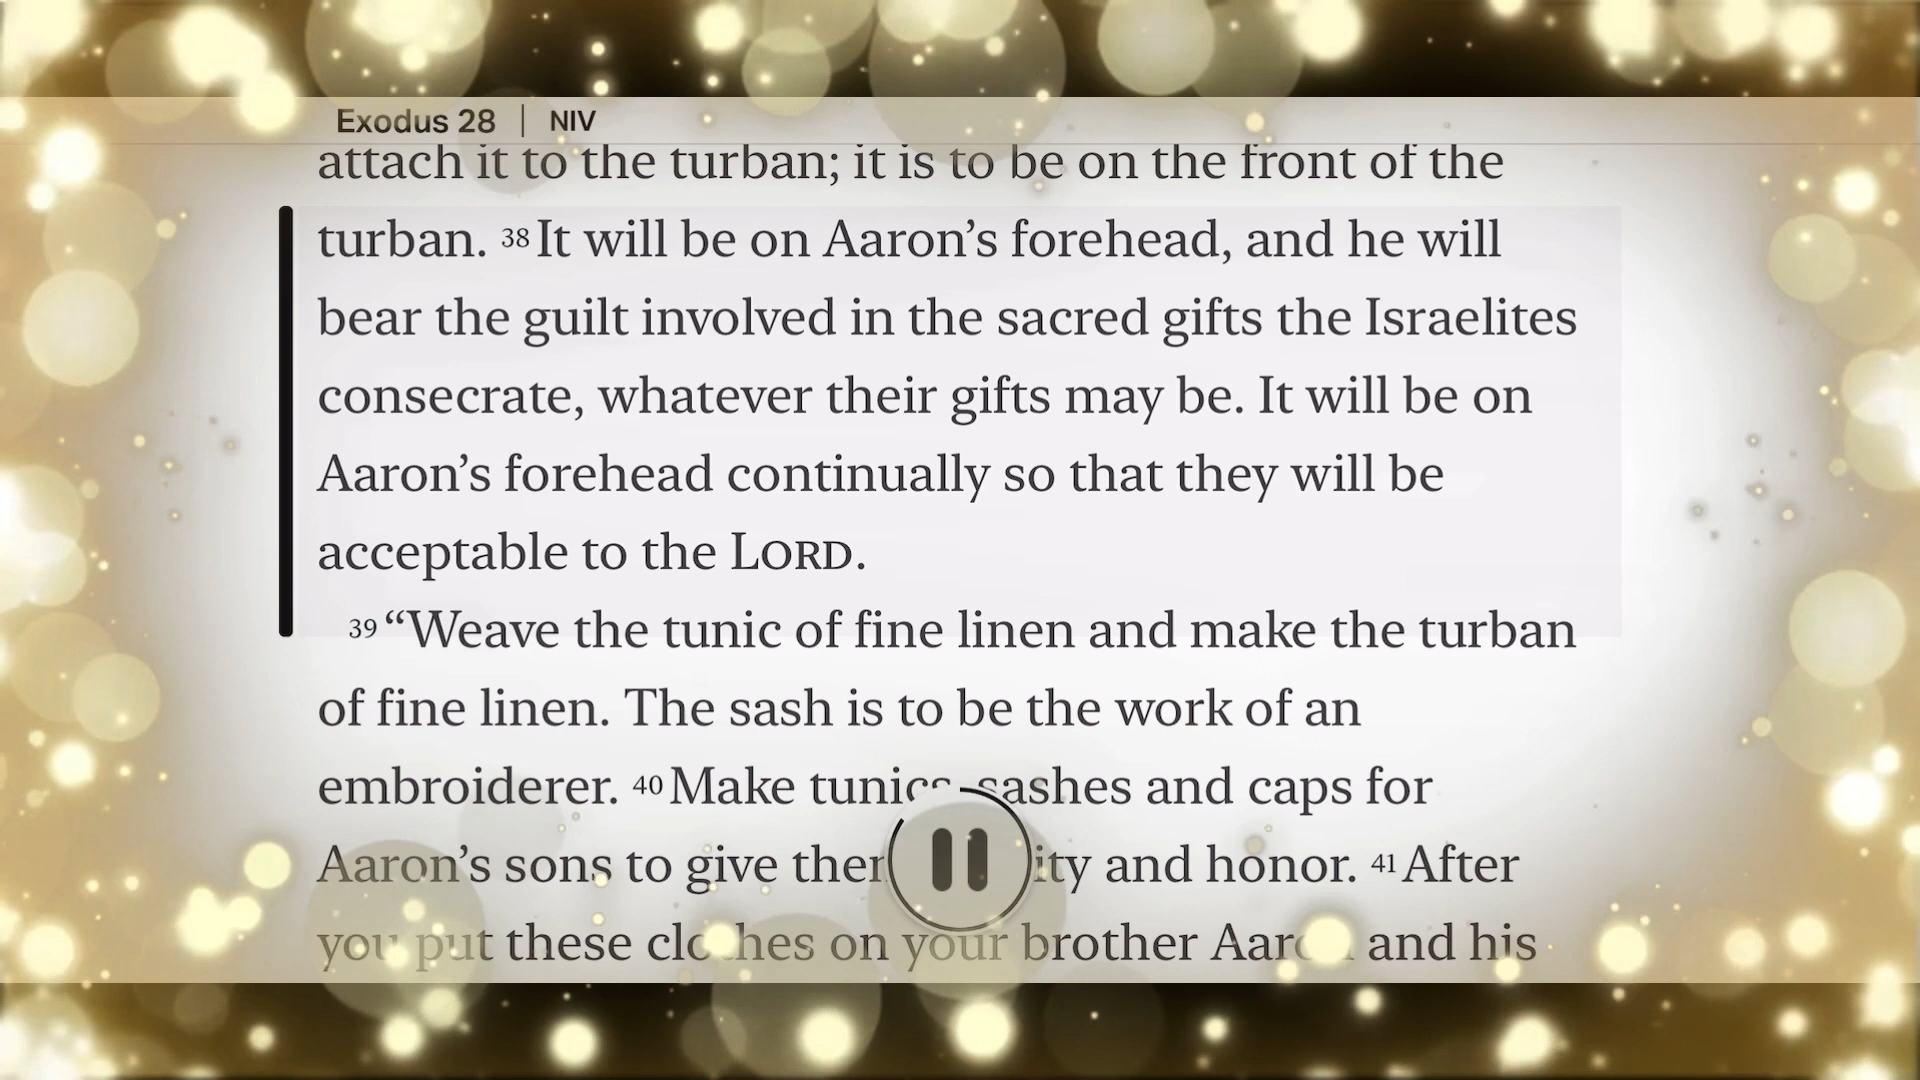 Exodus 28 | NIV
attach it to the turban; it is to be on the front of the
turban. 38 It will be on Aaron’s forehead, and he will
bear the guilt involved in the sacred gifts the Israelites
consecrate, whatever their gifts may be. It will be on
Aaron’s forehead continually so that they will be
acceptable to the LORD.
39 “Weave the tunic of fine linen and make the turban
of fine linen. The sash is to be the work of an
embroiderer. 40 Make tunics, sashes and caps for
Aaron’s sons to give and honor. 41 After
you put these clothes on your brother Aaron and his